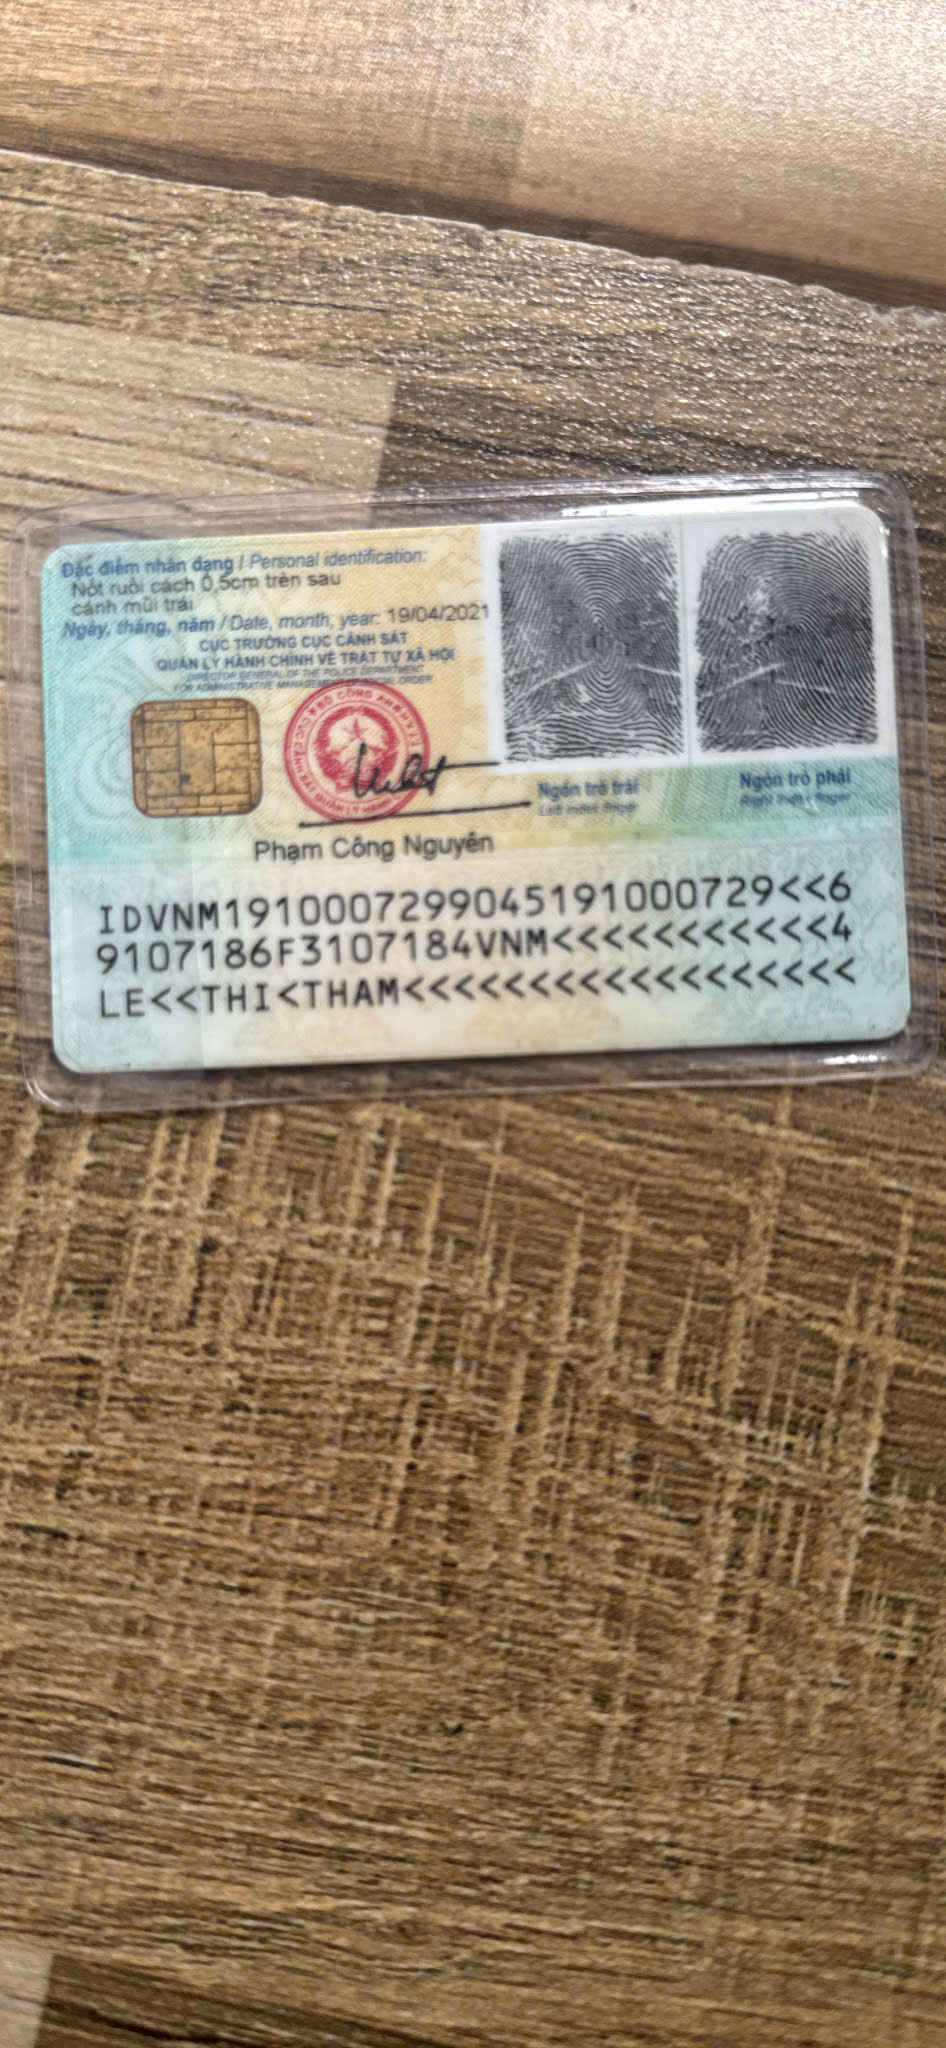 Đặc điểm nhân dạng / Personal identification:
Nốt ruồi cách 0,5cm trên sau
cánh mũi trái
Ngày, tháng, năm / Date, month, year: 19/04/2021
CỤC TRƯỞNG CỤC CẢNH SÁT
QUẢN LÝ HÀNH CHÍNH VỀ TRẬT TỰ XÃ HỘI
DIRECTOR GENERAL OF THE POLICE DEPARTMENT
FOR ADMINISTRATIVE MANAGEMENT OF SOCIAL ORDER
BỘ CÔNG AN
Ngón trỏ trái
Left index finger
Ngón trỏ phải
Right index finger
Phạm Công Nguyên
IDVNM1910007299045191000729<<6
9107186F3107184VNM<<<<<<<<<<<4
LE<<THI<THAM<<<<<<<<<<<<<<<<<<